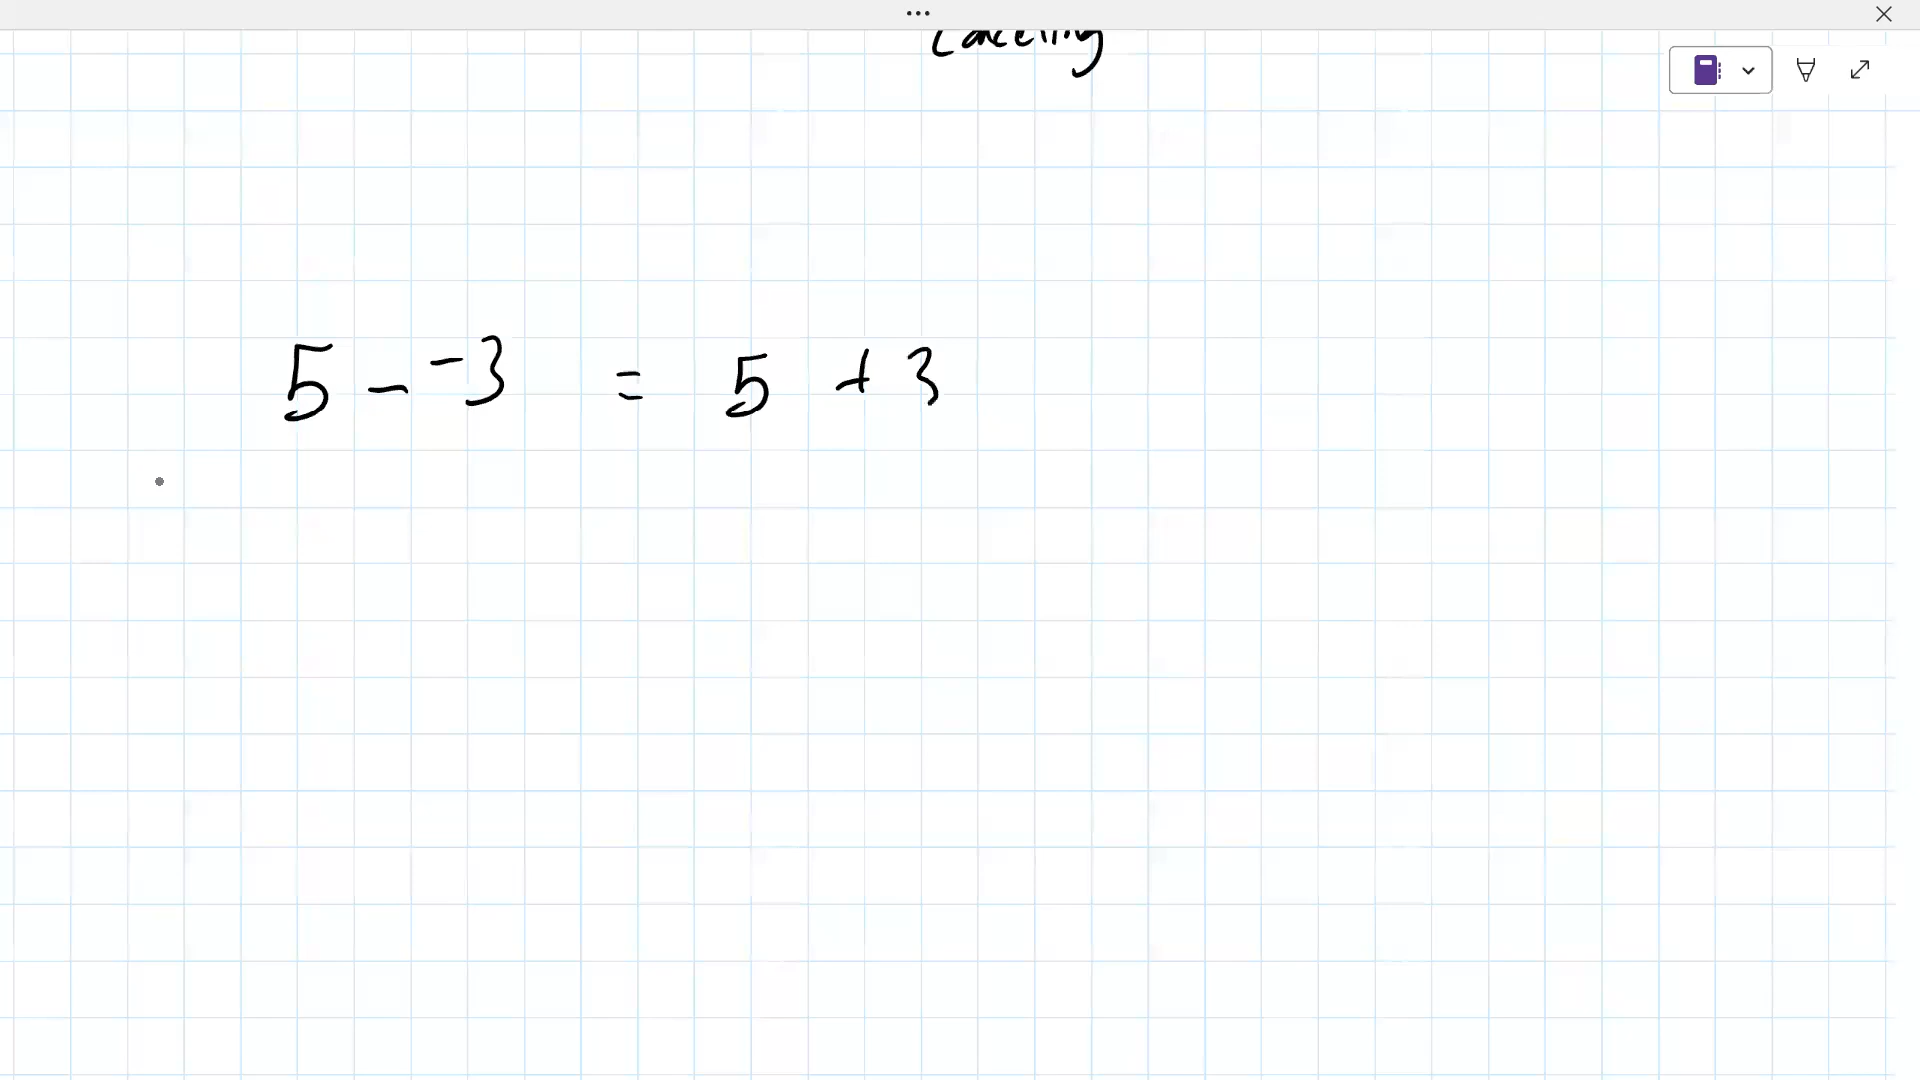 5 - -3 = 5 + 3